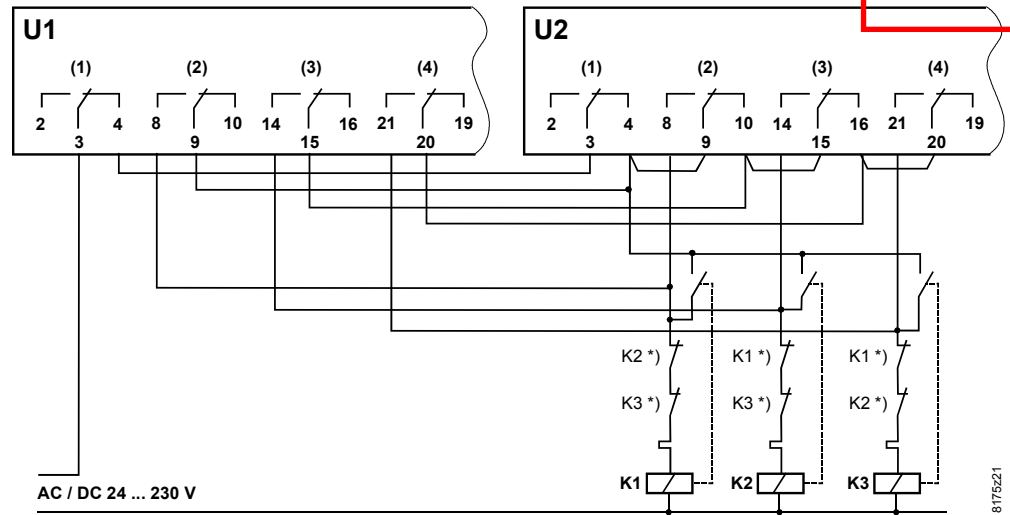 U1 U2
(1) (2) (3) (4) (1) (2) (3) (4)
2 4 8 10 14 16 21 19 2 4 8 10 14 16 21 19
3 9 15 20 3 9 15 20
K2 *) K1 *) K1 *)
K3 *) K3 *) K2 *)
K1 K2 K3
AC / DC 24 ... 230 V
8175z21